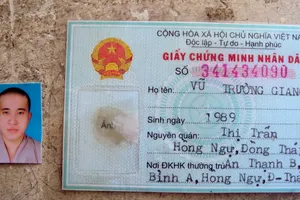 CỘNG HÒA XÃ HỘI CHỦ NGHĨA VIỆT NA
Độc lập - Tự do - Hạnh phúc
GIẤY CHỨNG MINH NHÂN DÂ
SỐ 341434090
Họ tên VŨ TRƯỜNG GIANG
Sinh ngày 1989
Nguyên quán Thị Trấn
Hồng Ngự, Đồng Thá
Nơi ĐKHK thường trú An Thạnh B
Bình A, Hồng Ngự, Đ-Tha